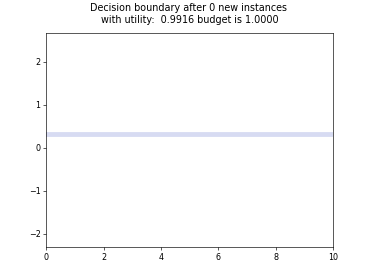 Decision boundary after 0 new instances
with utility:  0.9916 budget is 1.0000
2
1
0
−1
−2
0 2 4 6 8 10